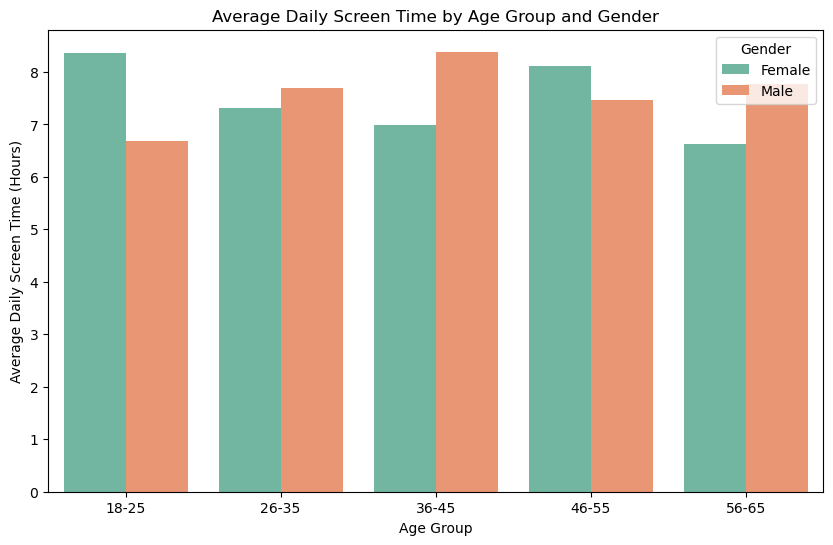 Average Daily Screen Time by Age Group and Gender
Gender
Female
Male
Average Daily Screen Time (Hours)
8
7
6
5
4
3
2
1
0
18-25
26-35
36-45
46-55
56-65
Age Group